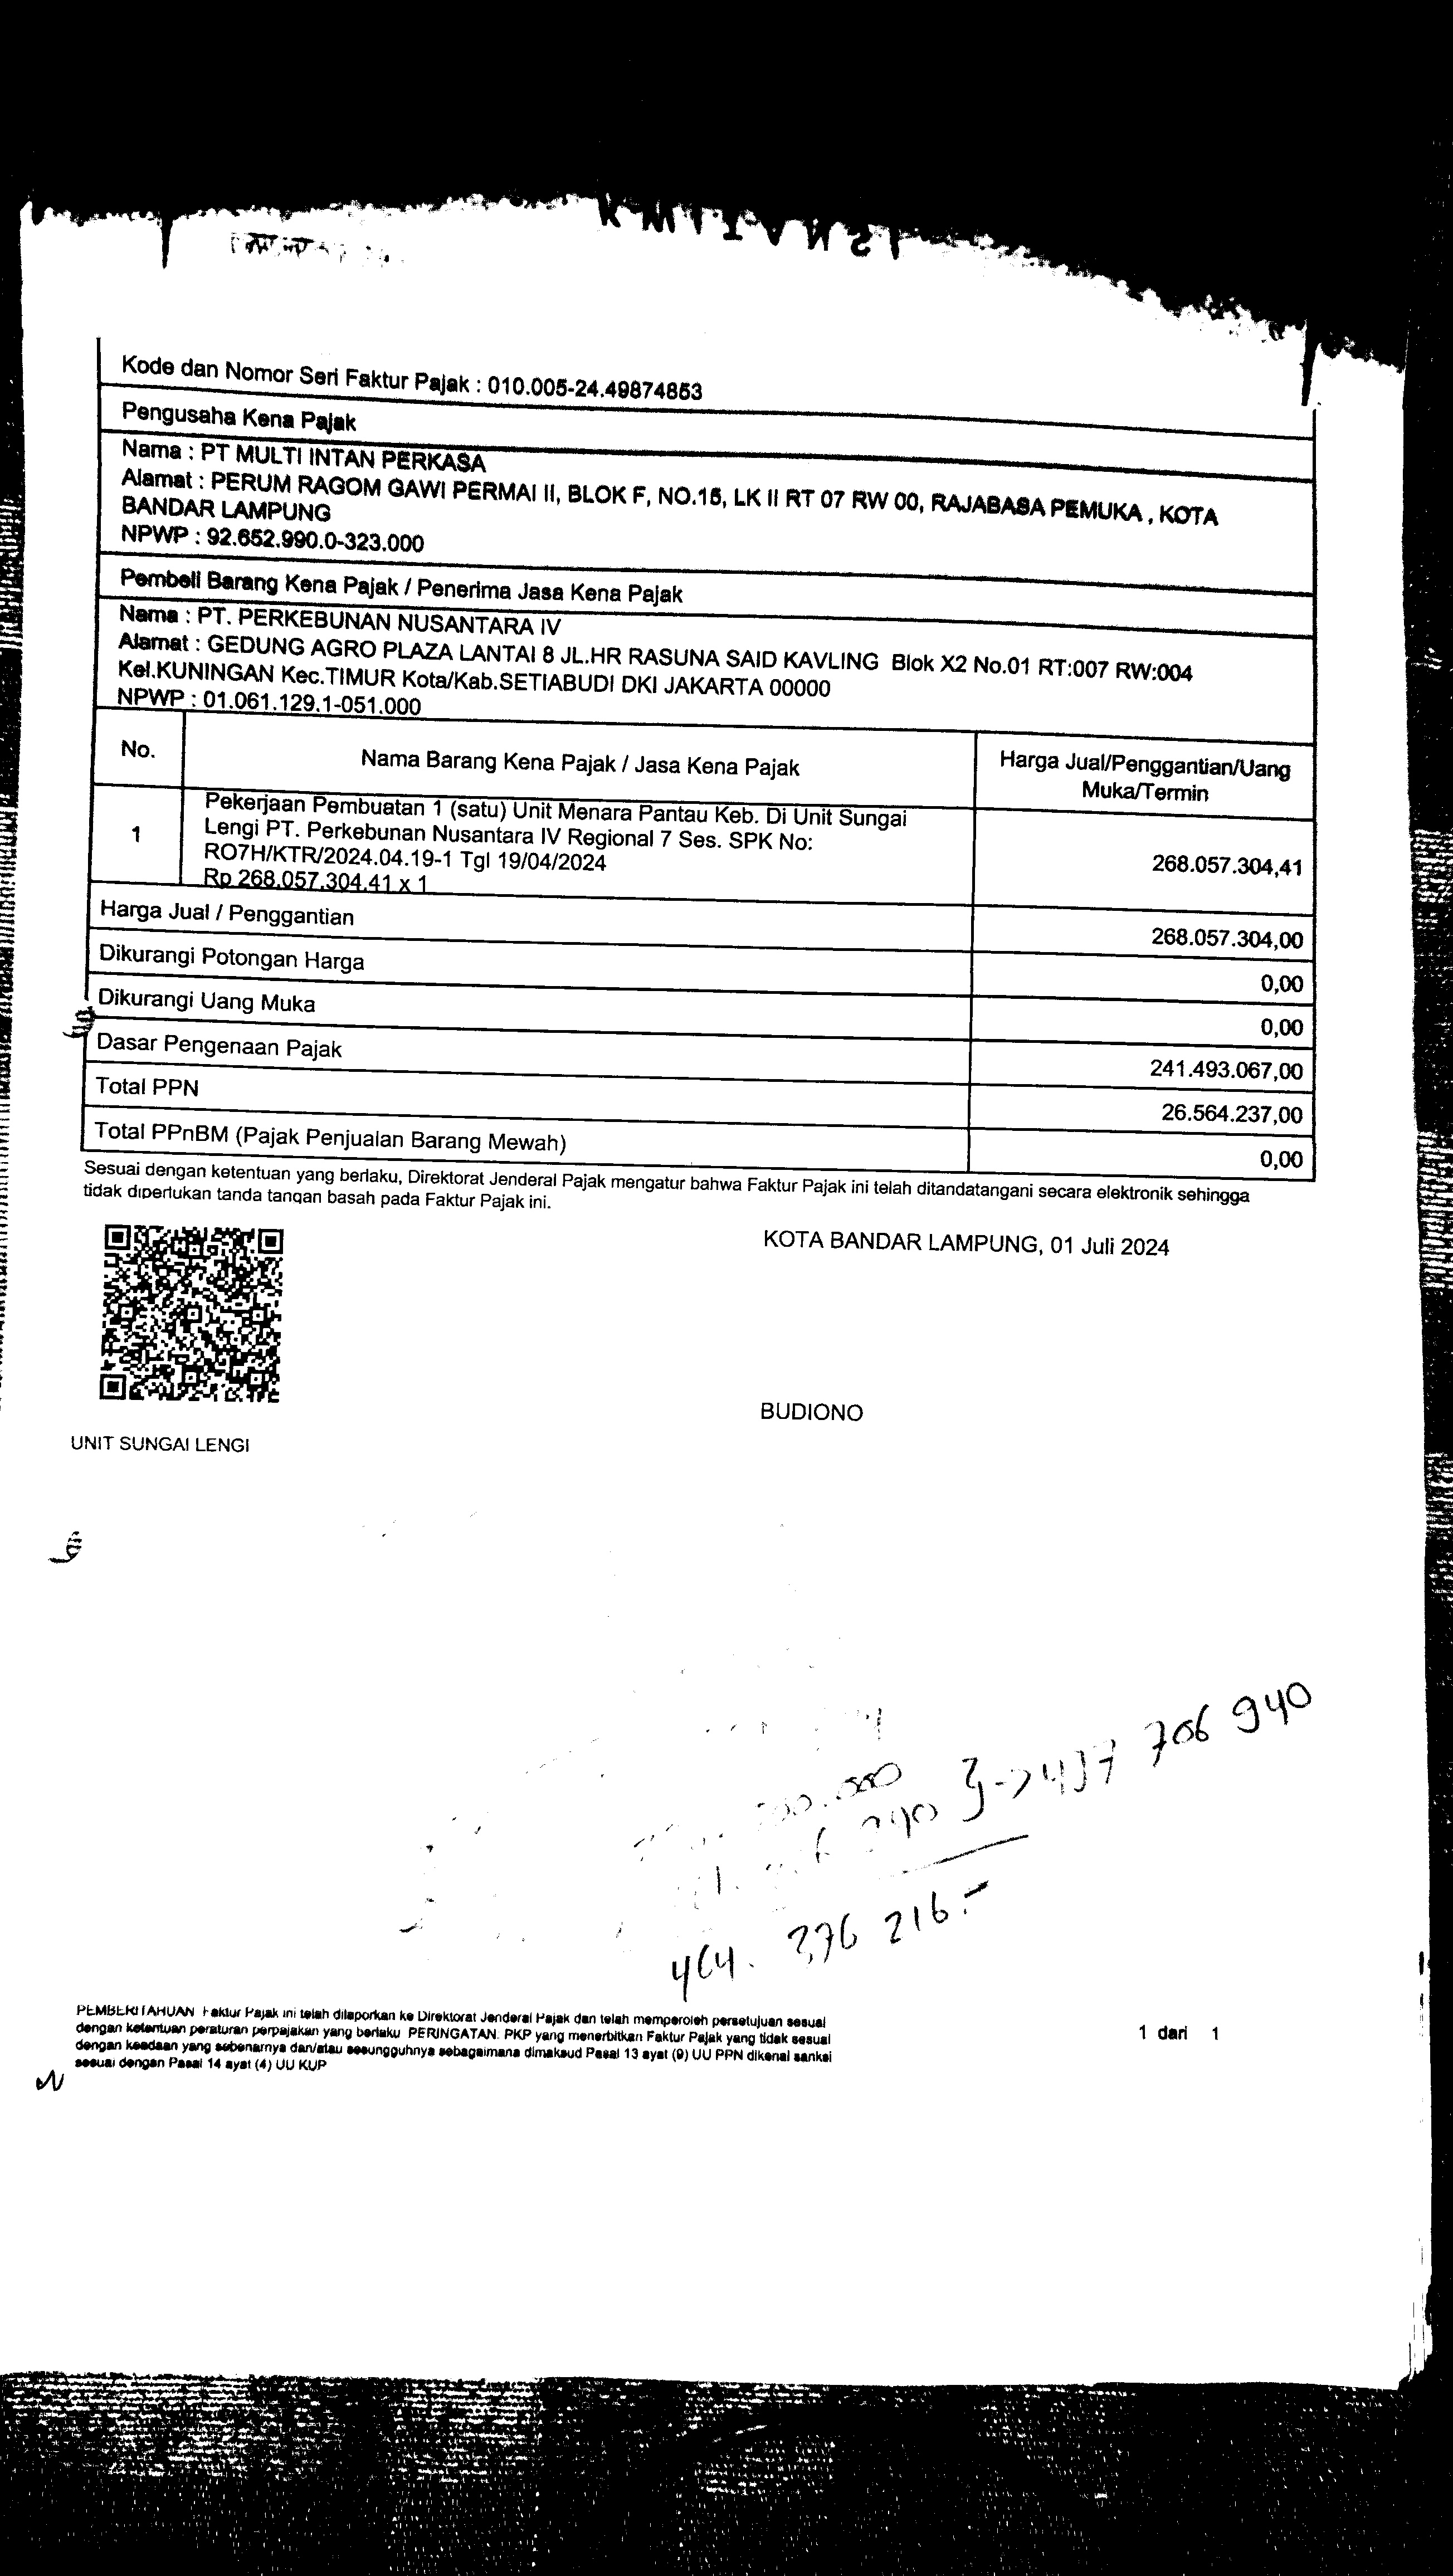 KWITANSI
Kode dan Nomor Seri Faktur Pajak : 010.005-24.49874853
Pengusaha Kena Pajak
Nama : PT MULTI INTAN PERKASA
Alamat : PERUM RAGOM GAWI PERMAI II, BLOK F, NO.15, LK II RT 07 RW 00, RAJABASA PEMUKA , KOTA
BANDAR LAMPUNG
NPWP : 92.652.990.0-323.000
Pembeli Barang Kena Pajak / Penerima Jasa Kena Pajak
Nama : PT. PERKEBUNAN NUSANTARA IV
Alamat : GEDUNG AGRO PLAZA LANTAI 8 JL.HR RASUNA SAID KAVLING Blok X2 No.01 RT:007 RW:004
Kel.KUNINGAN Kec.TIMUR Kota/Kab.SETIABUDI DKI JAKARTA 00000
NPWP : 01.061.129.1-051.000
No. Nama Barang Kena Pajak / Jasa Kena Pajak Harga Jual/Penggantian/Uang
Muka/Termin
Pekerjaan Pembuatan 1 (satu) Unit Menara Pantau Keb. Di Unit Sungai
1 Lengi PT. Perkebunan Nusantara IV Regional 7 Ses. SPK No:
RO7H/KTR/2024.04.19-1 Tgl 19/04/2024 268.057.304,41
Rp 268.057.304.41 x 1
Harga Jual / Penggantian 268.057.304,00
Dikurangi Potongan Harga 0,00
Dikurangi Uang Muka 0,00
Dasar Pengenaan Pajak 241.493.067,00
Total PPN 26.564.237,00
Total PPnBM (Pajak Penjualan Barang Mewah) 0,00
Sesuai dengan ketentuan yang berlaku, Direktorat Jenderal Pajak mengatur bahwa Faktur Pajak ini telah ditandatangani secara elektronik sehingga
tidak diperlukan tanda tangan basah pada Faktur Pajak ini.
KOTA BANDAR LAMPUNG, 01 Juli 2024
BUDIONO
UNIT SUNGAI LENGI
437 706 940
376 216.-
PEMBERITAHUAN Faktur Pajak ini telah dilaporkan ke Direktorat Jenderal Pajak dan telah memperoleh persetujuan sesuai
dengan ketentuan peraturan perpajakan yang berlaku PERINGATAN: PKP yang menerbitkan Faktur Pajak yang tidak sesuai
dengan keadaan yang sebenarnya dan/atau sesungguhnya sebagaimana dimaksud Pasal 13 ayat (9) UU PPN dikenai sanksi
sesuai dengan Pasal 14 ayat (4) UU KUP
1 dari 1